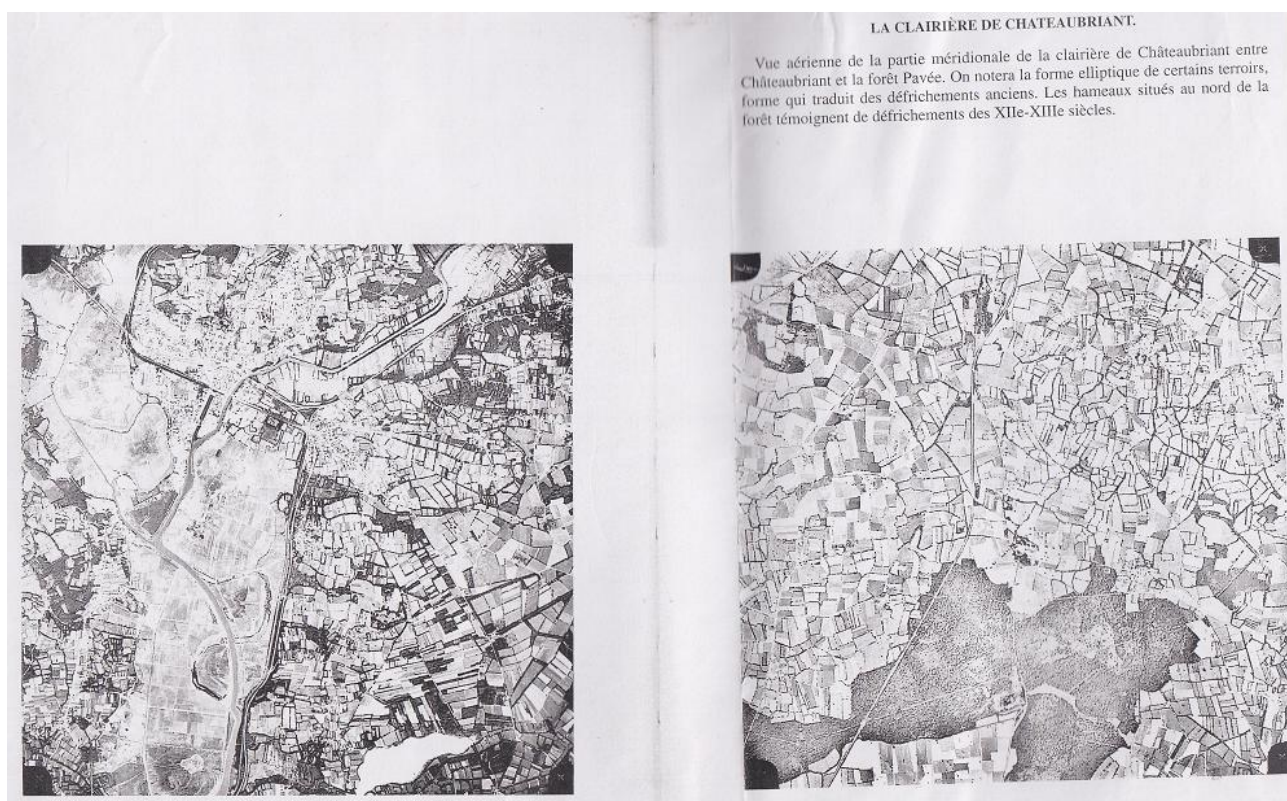 LA CLAIRIÈRE DE CHATEAUBRIANT.
Vue aérienne de la partie méridionale de la clairière de Châteaubriant entre
Châteaubriant et la forêt Pavée. On notera la forme elliptique de certains terroirs,
forme qui traduit des défrichements anciens. Les hameaux situés au nord de la
forêt témoignent de défrichements des XIIe-XIIIe siècles.